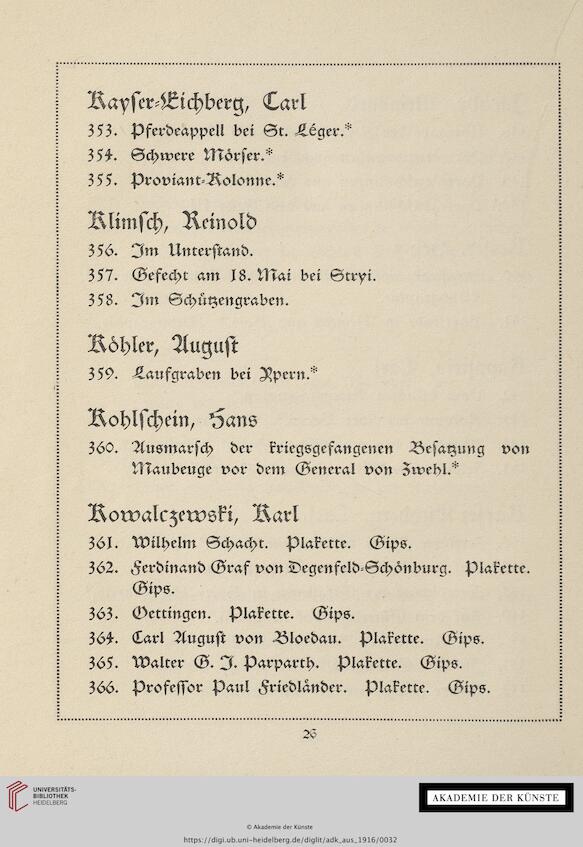 Kayser-Eichberg, Carl
353. Pferdeappell bei St. Léger.*
354. Schwere Mörser.*
355. Proviant-Kolonne.*
Klimsch, Reinold
356. Im Unterstand.
357. Gefecht am 18. Mai bei Stryi.
358. Im Schützengraben.
Köhler, August
359. Laufgraben bei Ypern.*
Kohlschein, Hans
360. Ausmarsch der kriegsgefangenen Besatzung von
Maubeuge vor dem General von Zwehl.*
Kowalczewski, Karl
361. Wilhelm Schacht. Plakette. Gips.
362. Ferdinand Graf von Degenfeld-Schönburg. Plakette.
Gips.
363. Oettingen. Plakette. Gips.
364. Carl August von Bloedau. Plakette. Gips.
365. Walter G. J. Parparth. Plakette. Gips.
366. Professor Paul Friedländer. Plakette. Gips.
26
UNIVERSITÄTS-
BIBLIOTHEK
HEIDELBERG
AKADEMIE DER KÜNSTE
© Akademie der Künste
https://digi.ub.uni-heidelberg.de/diglit/adk_aus_1916/0032